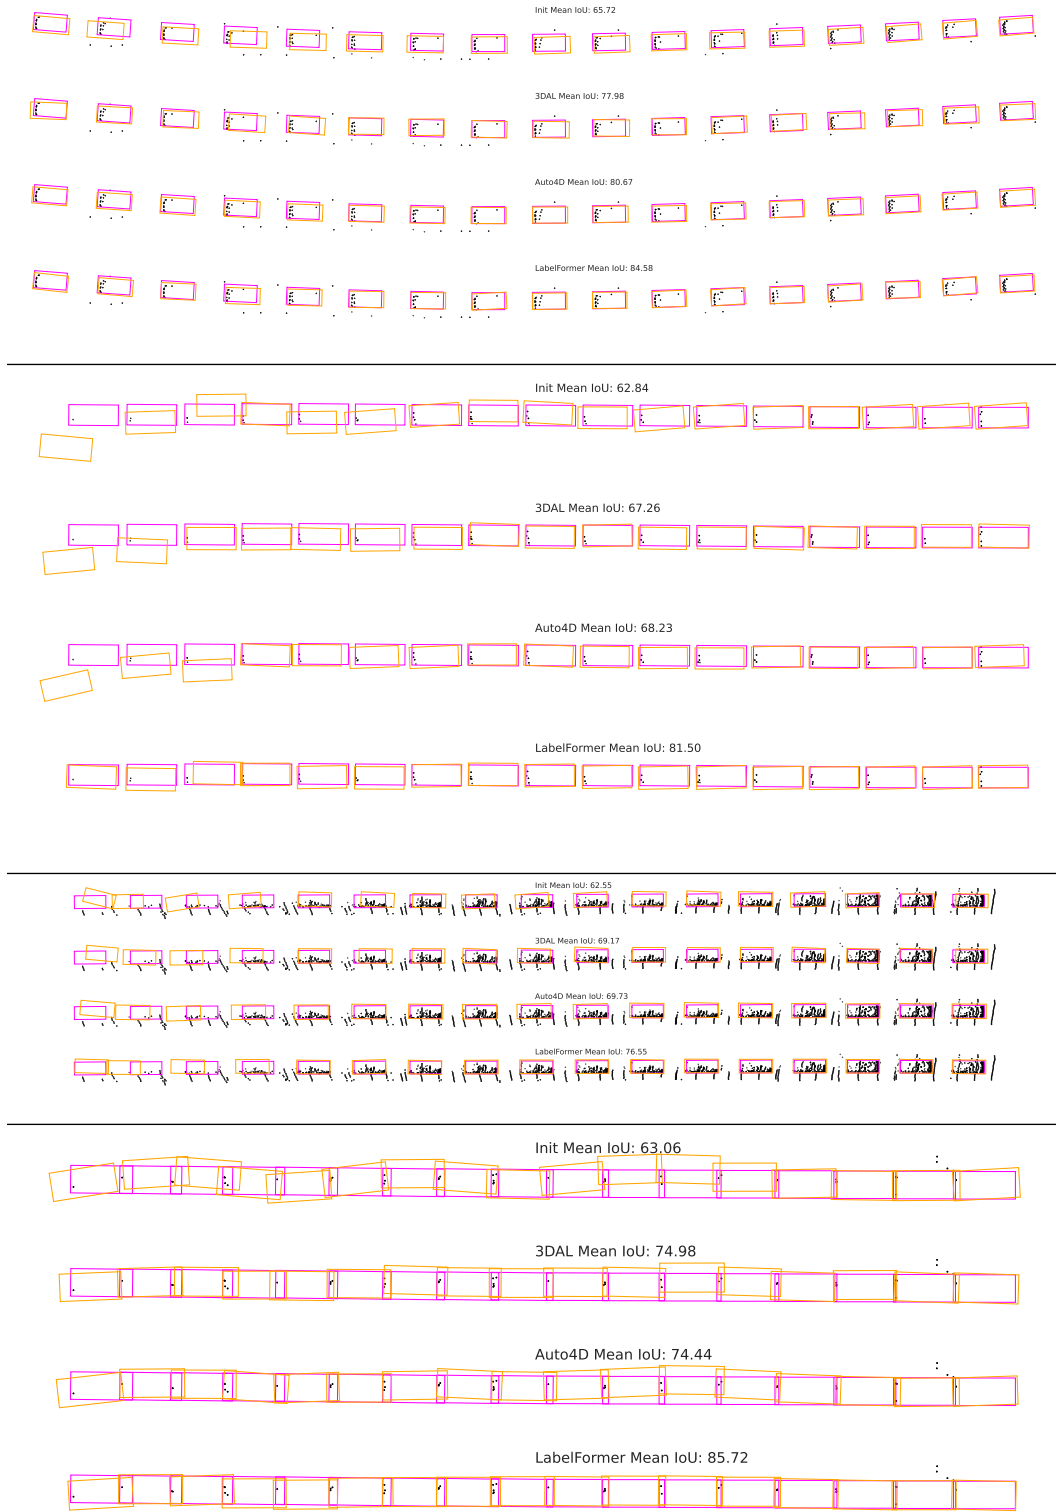 Init Mean IoU: 65.72
3DAL Mean IoU: 77.98
Auto4D Mean IoU: 80.67
LabelFormer Mean IoU: 84.58
Init Mean IoU: 62.84
3DAL Mean IoU: 67.26
Auto4D Mean IoU: 68.23
LabelFormer Mean IoU: 81.50
Init Mean IoU: 62.55
3DAL Mean IoU: 69.17
Auto4D Mean IoU: 69.73
LabelFormer Mean IoU: 76.55
Init Mean IoU: 63.06
3DAL Mean IoU: 74.98
Auto4D Mean IoU: 74.44
LabelFormer Mean IoU: 85.72